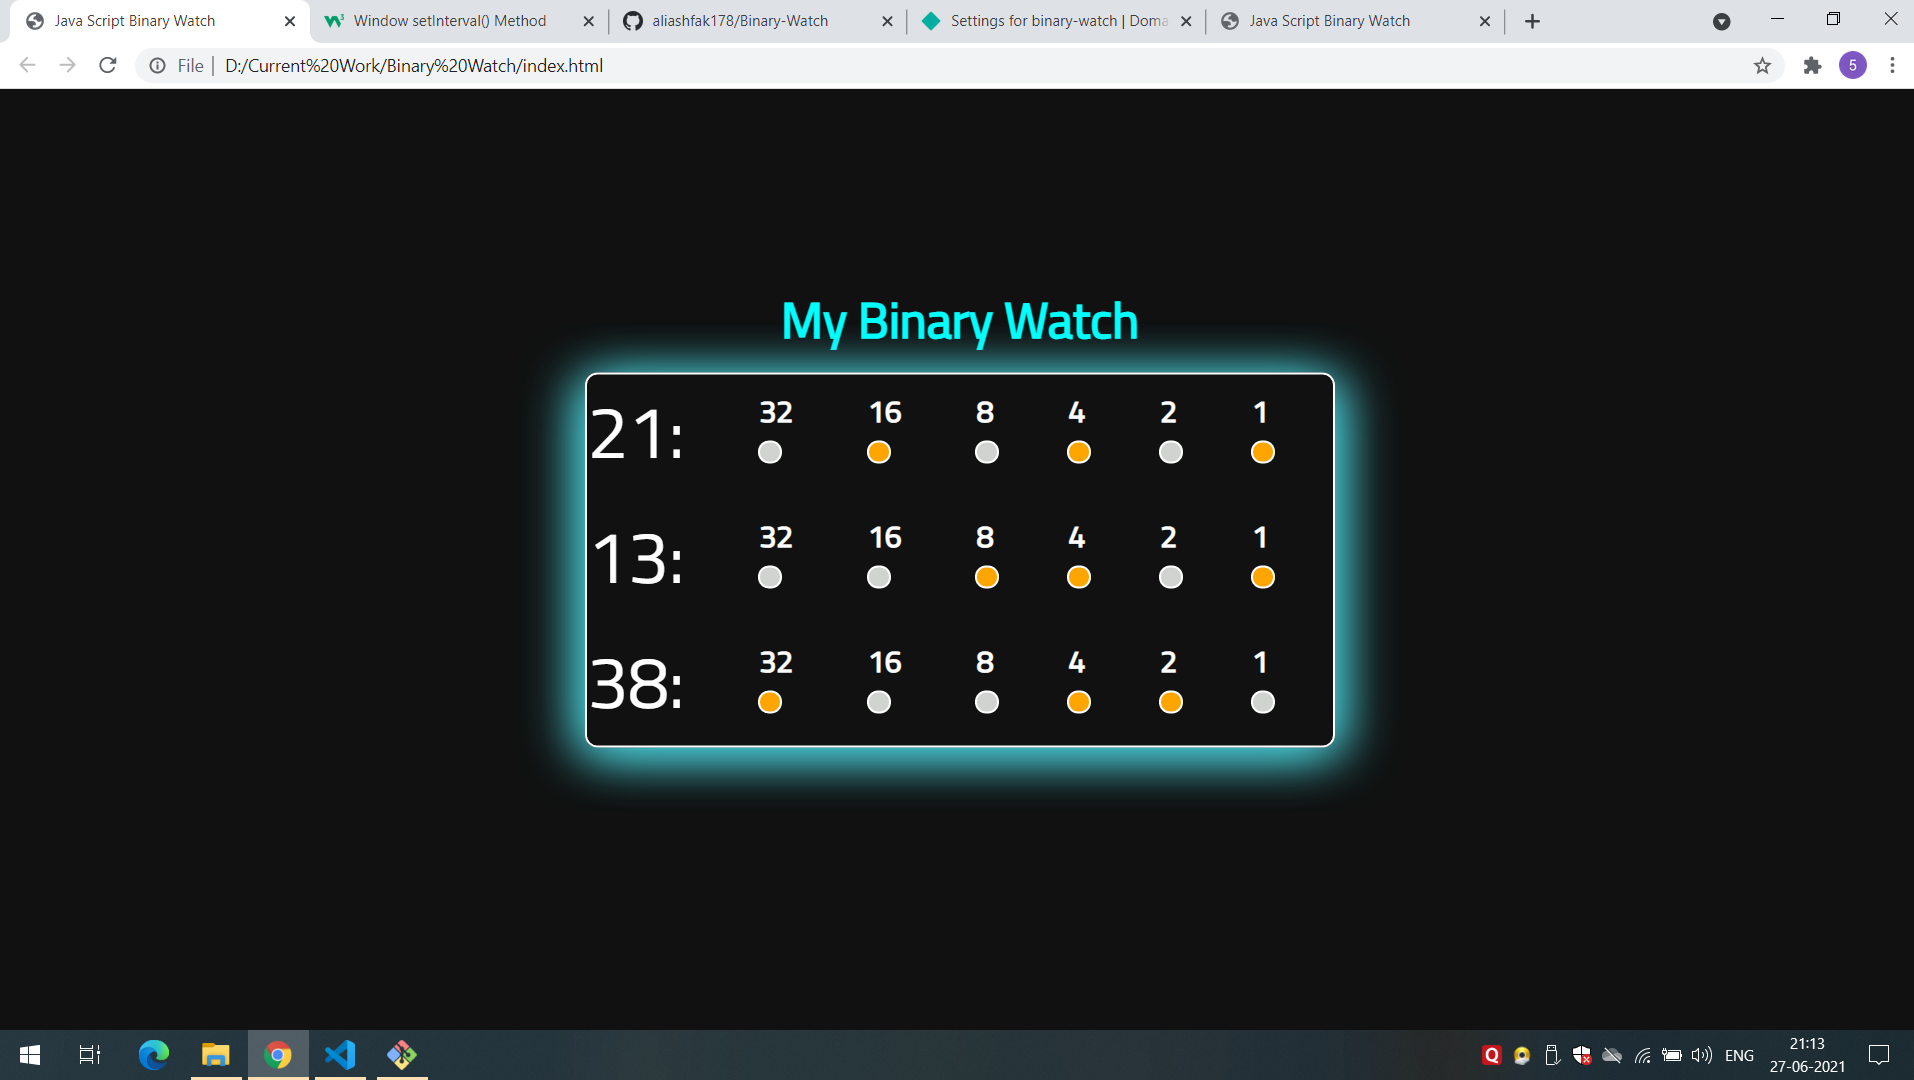 Java Script Binary Watch
Window setInterval() Method
aliashfak178/Binary-Watch
Settings for binary-watch | Doma
Java Script Binary Watch
File | D:/Current%20Work/Binary%20Watch/index.html
5
My Binary Watch
21: 32 16 8 4 2 1
13: 32 16 8 4 2 1
38: 32 16 8 4 2 1
Q
ENG
21:13
27-06-2021